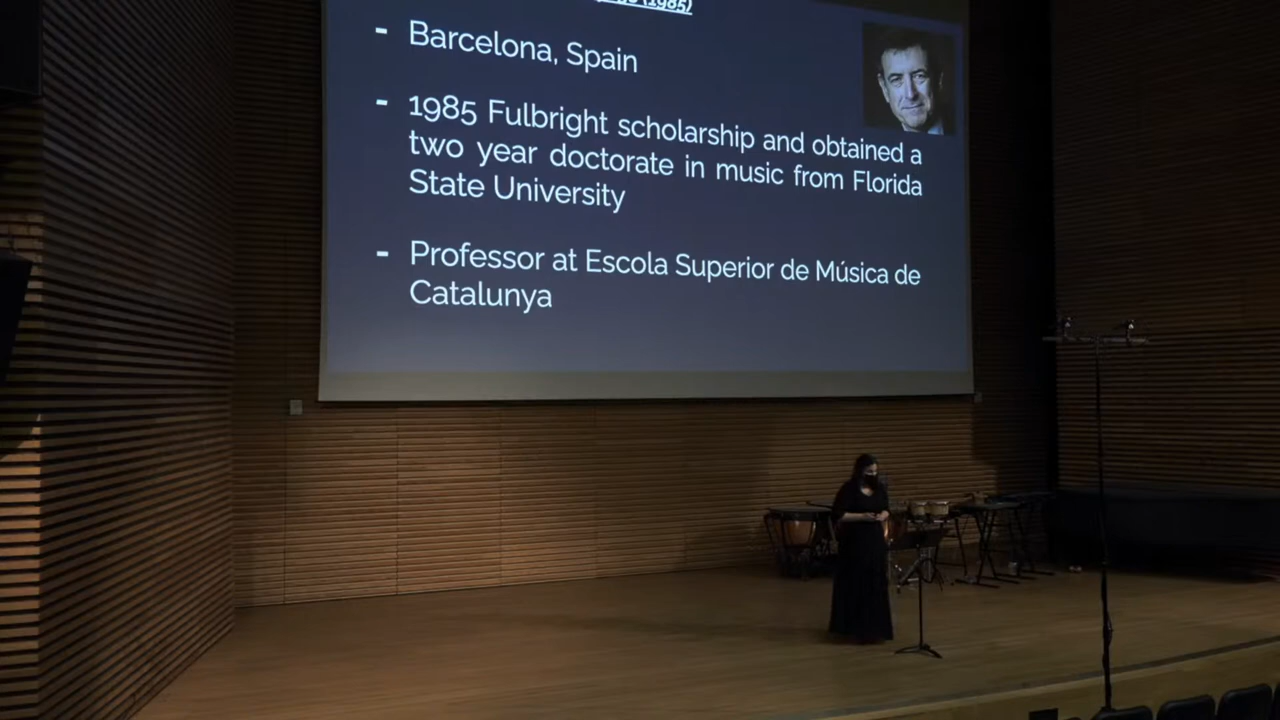 (1985)
- Barcelona, Spain
- 1985 Fulbright scholarship and obtained a
two year doctorate in music from Florida
State University
- Professor at Escola Superior de Música de
Catalunya